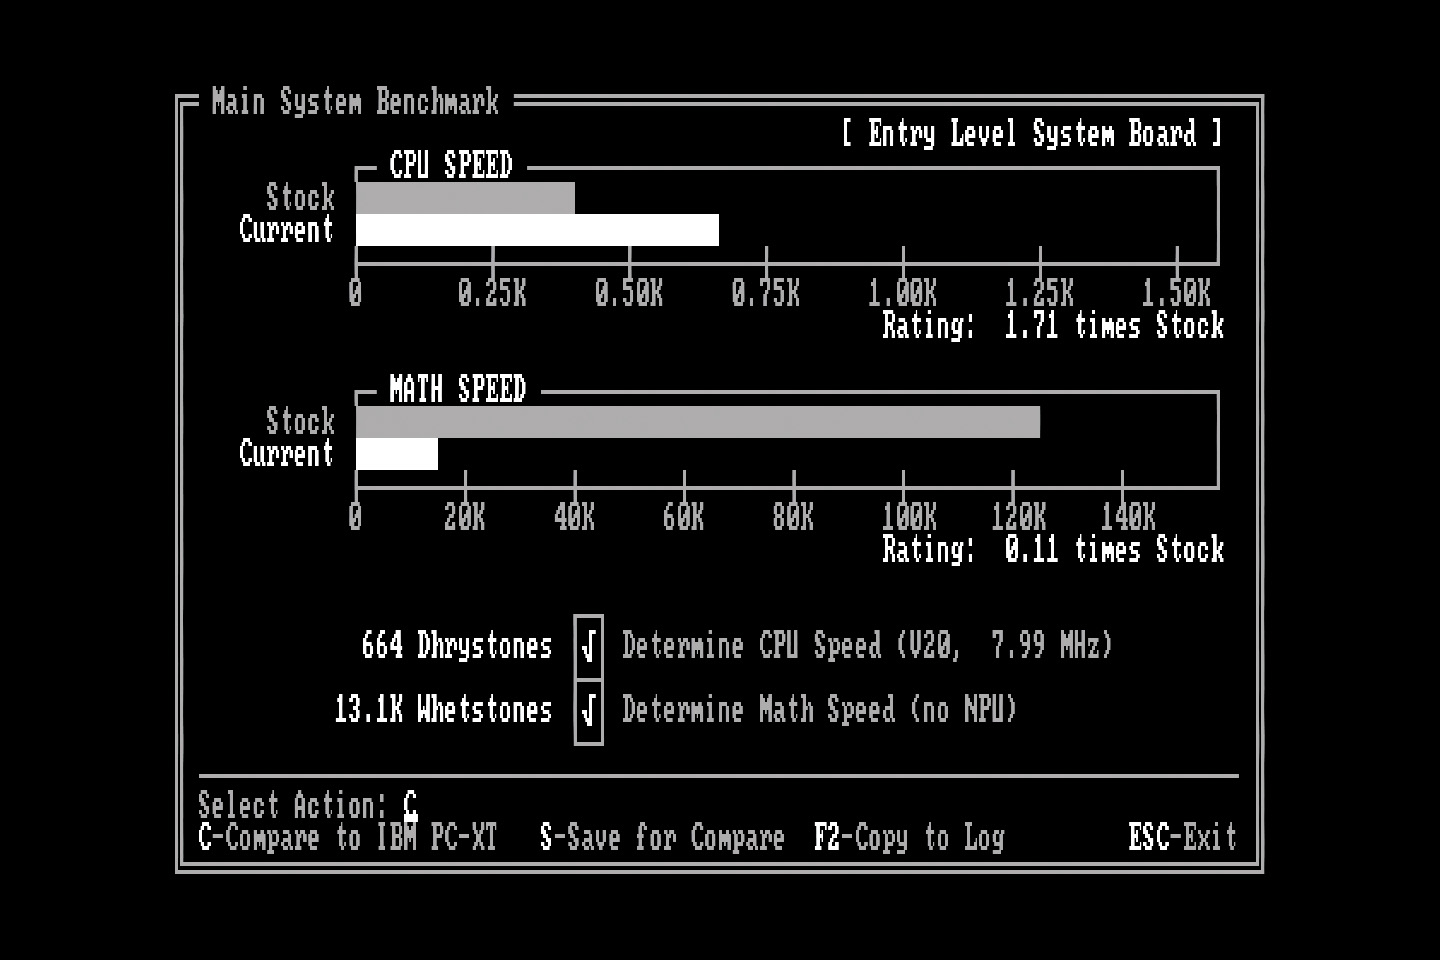 Main System Benchmark
[ Entry Level System Board ]
CPU SPEED
Stock
Current
0 0.25K 0.50K 0.75K 1.00K 1.25K 1.50K
Rating: 1.71 times Stock
MATH SPEED
Stock
Current
0 20K 40K 60K 80K 100K 120K 140K
Rating: 0.11 times Stock
664 Dhrystones √ Determine CPU Speed (V20, 7.99 MHz)
13.1K Whetstones √ Determine Math Speed (no NPU)
Select Action: C
C-Compare to IBM PC-XT S-Save for Compare F2-Copy to Log ESC-Exit